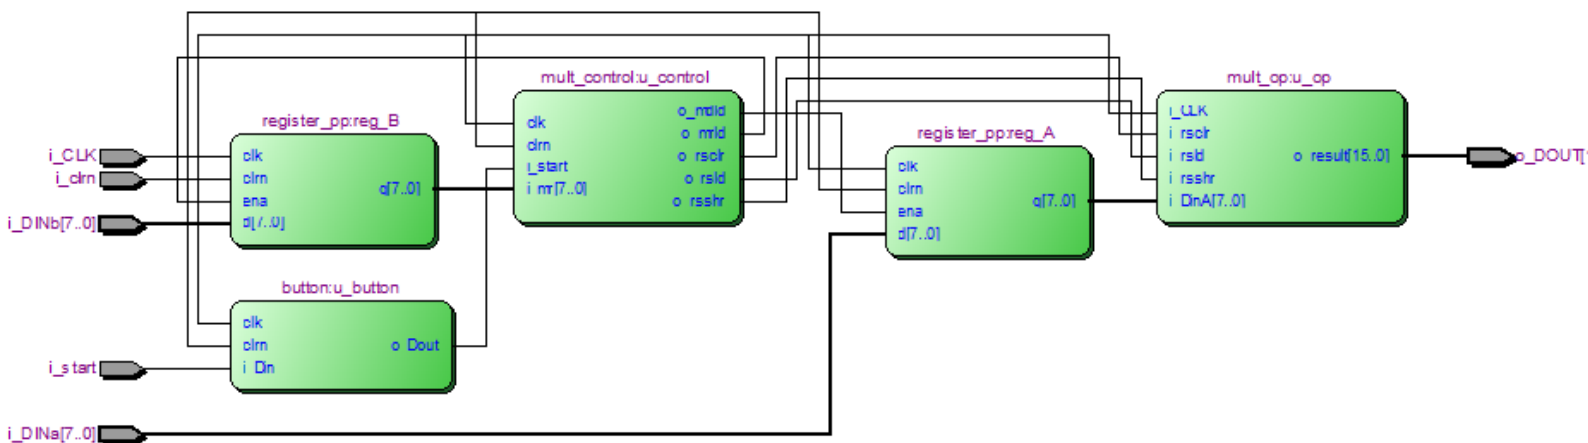 register_pp:reg_B
i_CLK
i_clrn
i_DINb[7..0]
clk
clrn
ena
d[7..0]
q[7..0]
button:u_button
i_start
clk
clrn
i_Din
o_Dout
i_DINa[7..0]
mult_control:u_control
clk
clrn
i_start
i_mr[7..0]
o_mdld
o_mrld
o_rsclr
o_rsld
o_rsshr
register_pp:reg_A
clk
clrn
ena
d[7..0]
q[7..0]
mult_op:u_op
i_CLK
i_rsclr
i_rsld
i_rsshr
i_DinA[7..0]
o_result[15..0]
o_DOUT[